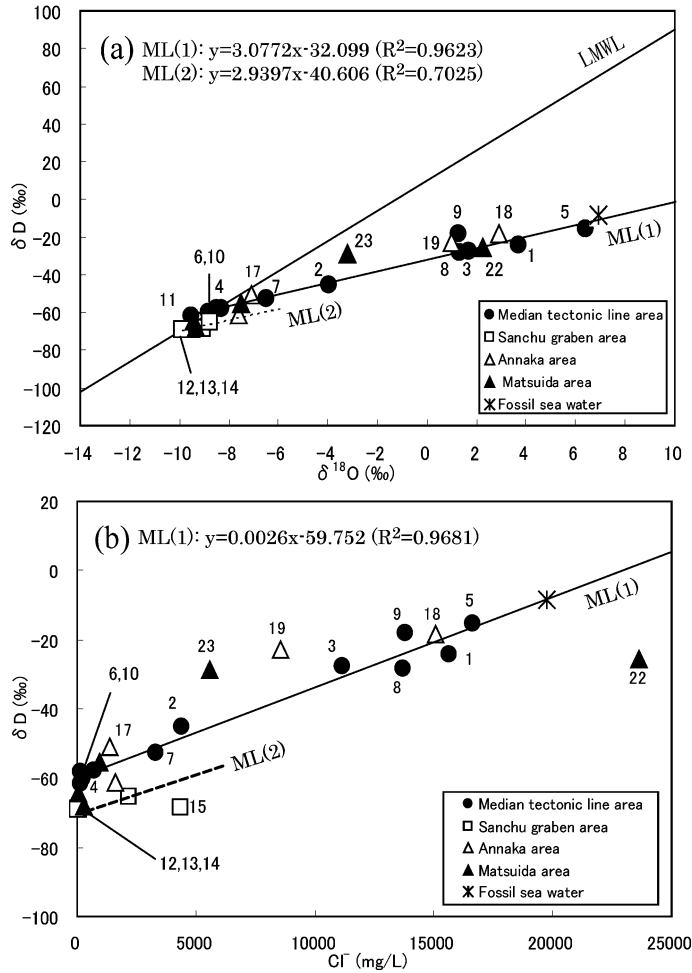 (a) ML(1): y=3.0772x-32.099 (R²=0.9623)
ML(2): y=2.9397x-40.606 (R²=0.7025)
LMWL
100
80
60
40
20
0
-20
-40
-60
-80
-100
-120
δD (‰)
9
18
5
23
19
ML(1)
6,10
17
2
8
3
22
1
11
4
7
ML(2)
12,13,14
Median tectonic line area
Sanchu graben area
Annaka area
Matsuida area
Fossil sea water
-14 -12 -10 -8 -6 -4 -2 0 2 4 6 8 10
δ¹⁸O (‰)
(b) ML(1): y=0.0026x-59.752 (R²=0.9681)
20
0
-20
-40
-60
-80
-100
δD (‰)
ML(1)
5
9
18
19
23
3
1
8
22
6,10
2
17
7
ML(2)
4
15
12,13,14
Median tectonic line area
Sanchu graben area
Annaka area
Matsuida area
Fossil sea water
0 5000 10000 15000 20000 25000
Cl⁻ (mg/L)